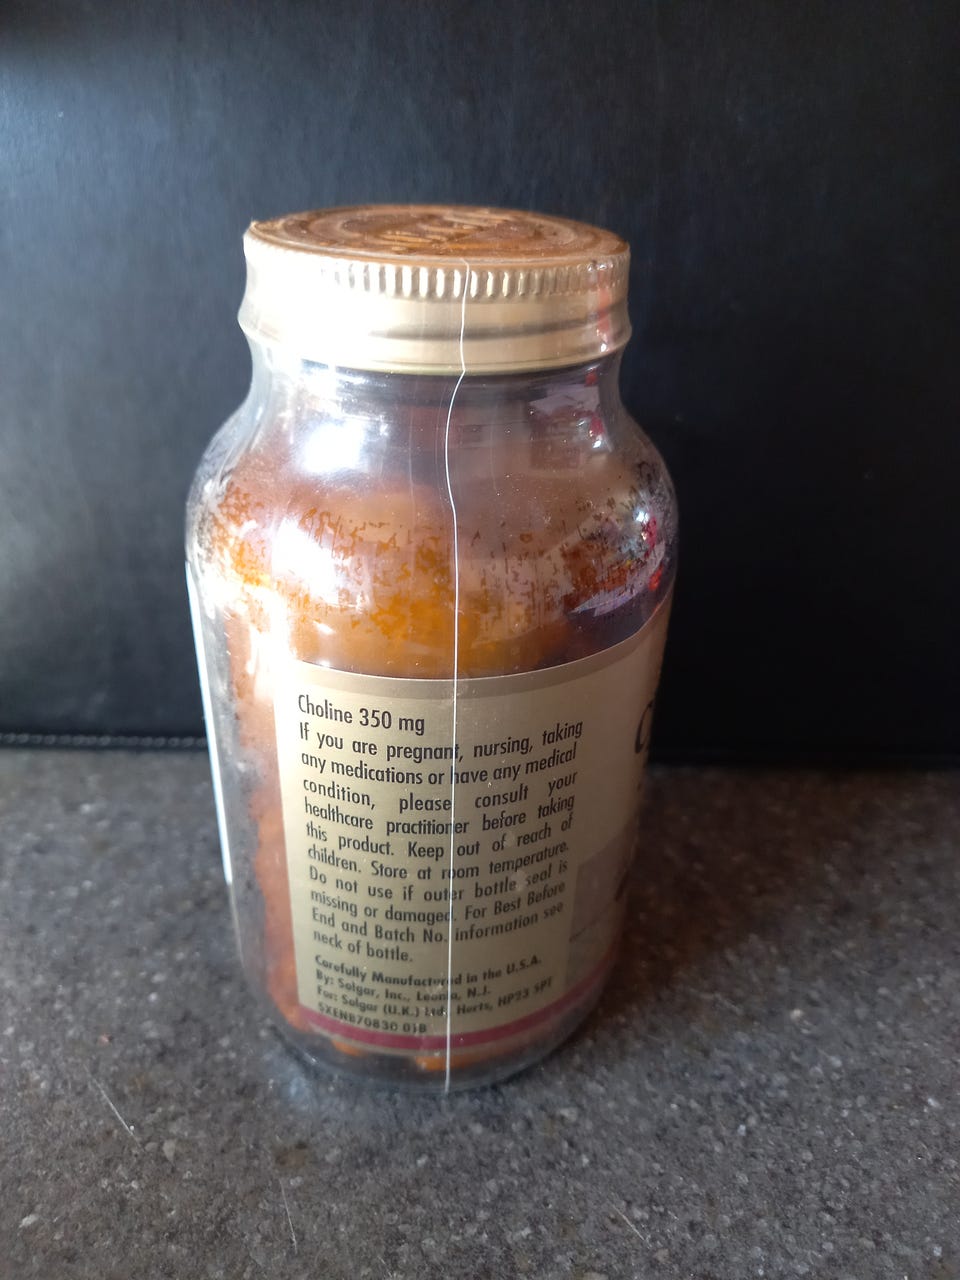 Choline 350 mg
If you are pregnant, nursing, taking
any medications or have any medical
condition, please consult your
healthcare practitioner before taking
this product. Keep out of reach of
children. Store at room temperature.
Do not use if outer bottle seal is
missing or damaged. For Best Before
End and Batch No. information see
neck of bottle.
Carefully Manufactured in the U.S.A.
By: Solgar, Inc., Leonia, N.J.
For: Solgar (U.K.) Ltd. Herts, HP23 5PT
SXENB70830 01B